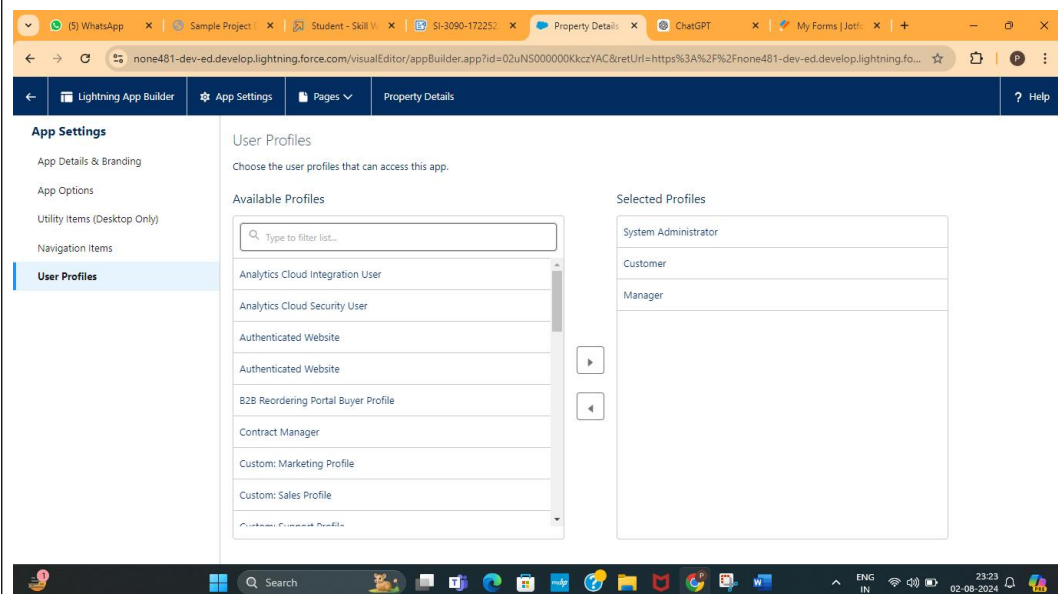 (5) WhatsApp
Sample Project
Student - Skill
SI-3090-172252
Property Details
ChatGPT
My Forms | Jotfo
none481-dev-ed.develop.lightning.force.com/visualEditor/appBuilder.app?id=02uNS000000KkczYAC&retUrl=https%3A%2F%2Fnone481-dev-ed.develop.lightning.fo...
P
Lightning App Builder
App Settings
Pages
Property Details
? Help
App Settings
App Details & Branding
App Options
Utility Items (Desktop Only)
Navigation Items
User Profiles
User Profiles
Choose the user profiles that can access this app.
Available Profiles
Type to filter list...
Analytics Cloud Integration User
Analytics Cloud Security User
Authenticated Website
Authenticated Website
B2B Reordering Portal Buyer Profile
Contract Manager
Custom: Marketing Profile
Custom: Sales Profile
Custom: Support Profile
Selected Profiles
System Administrator
Customer
Manager
1
Search
ENG
IN
23:23
02-08-2024